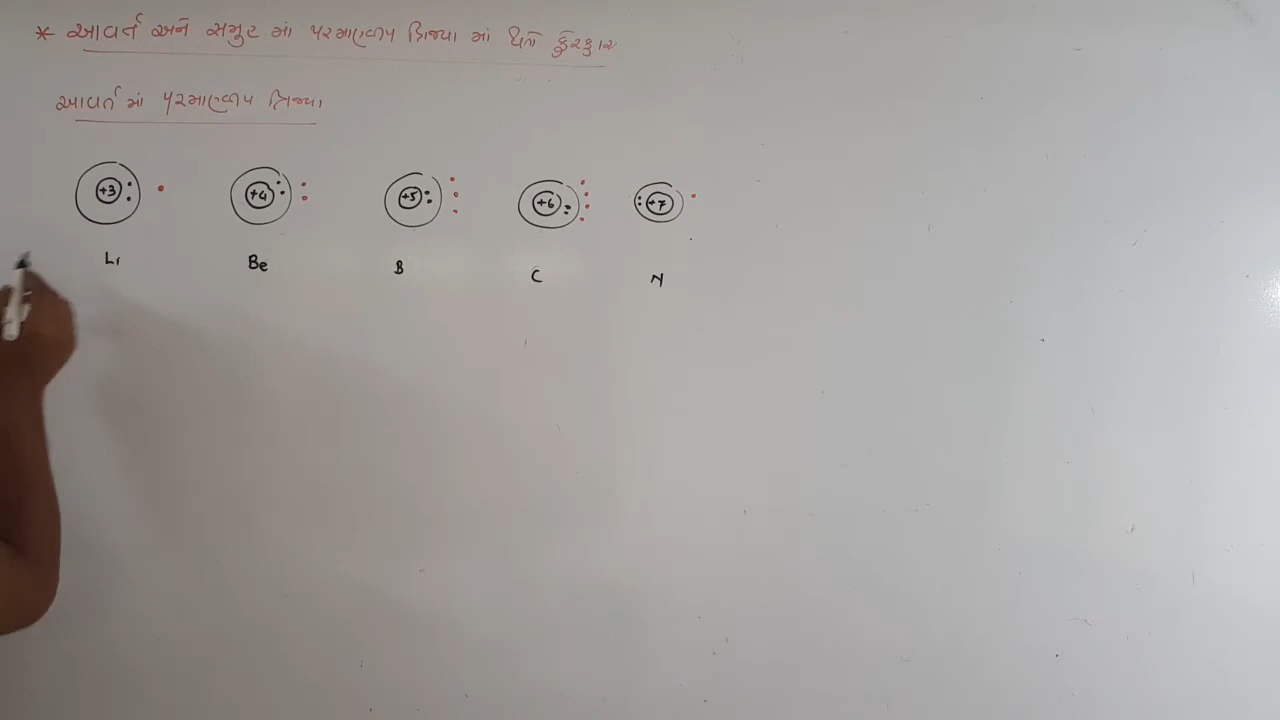 * આવર્ત અને સમુહ માં પરમાણ્વીય ત્રિજ્યા માં થતો ફેરફાર
આવર્ત માં પરમાણ્વીય ત્રિજ્યા
+3 +4 +5 +6 +7
Li Be B C N